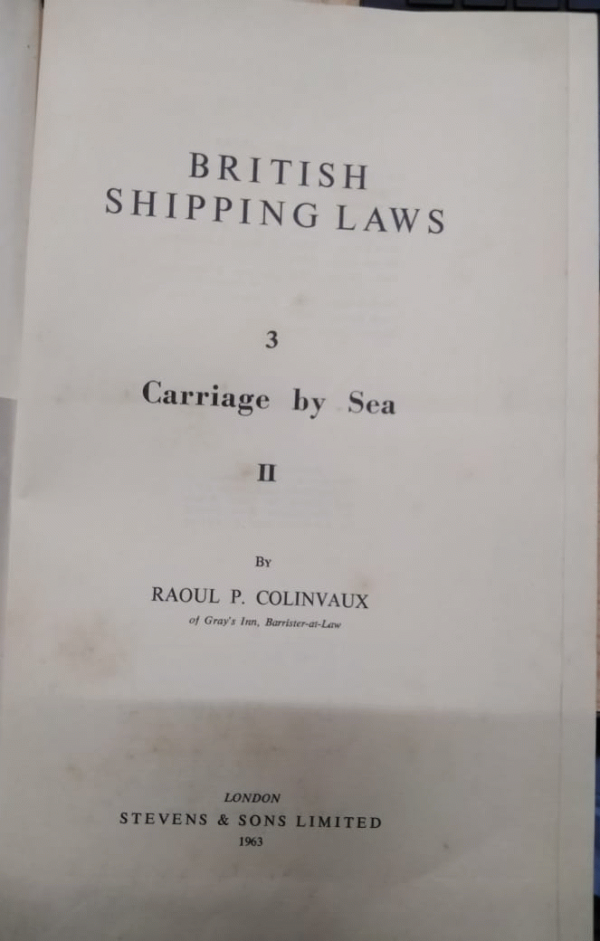 BRITISH
SHIPPING LAWS
3
Carriage by Sea
II
By
RAOUL P. COLINVAUX
of Gray's Inn, Barrister-at-Law
LONDON
STEVENS & SONS LIMITED
1963